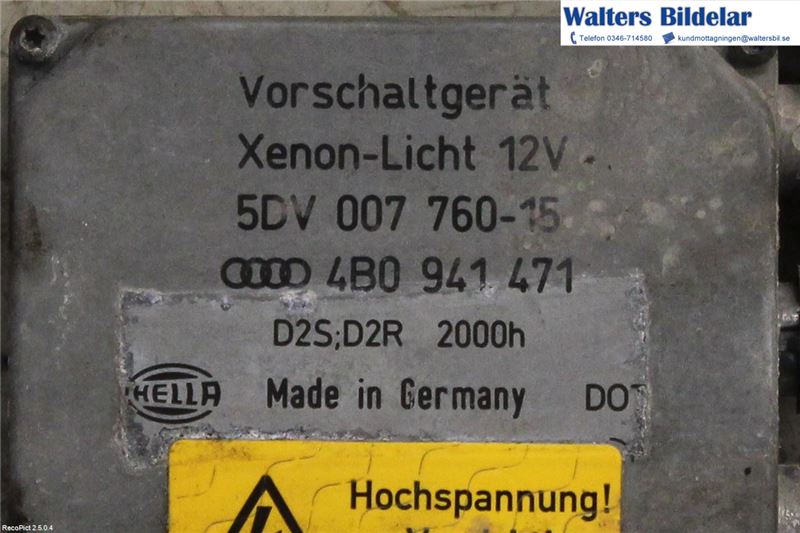 Walters Bildelar
Telefon 0346-714580 kundmottagningen@waltersbil.se
Vorschaltgerät
Xenon-Licht 12V
5DV 007 760-15
4B0 941 471
D2S;D2R 2000h
HELLA Made in Germany DOT
Hochspannung!
RecoPict 2.5.0.4